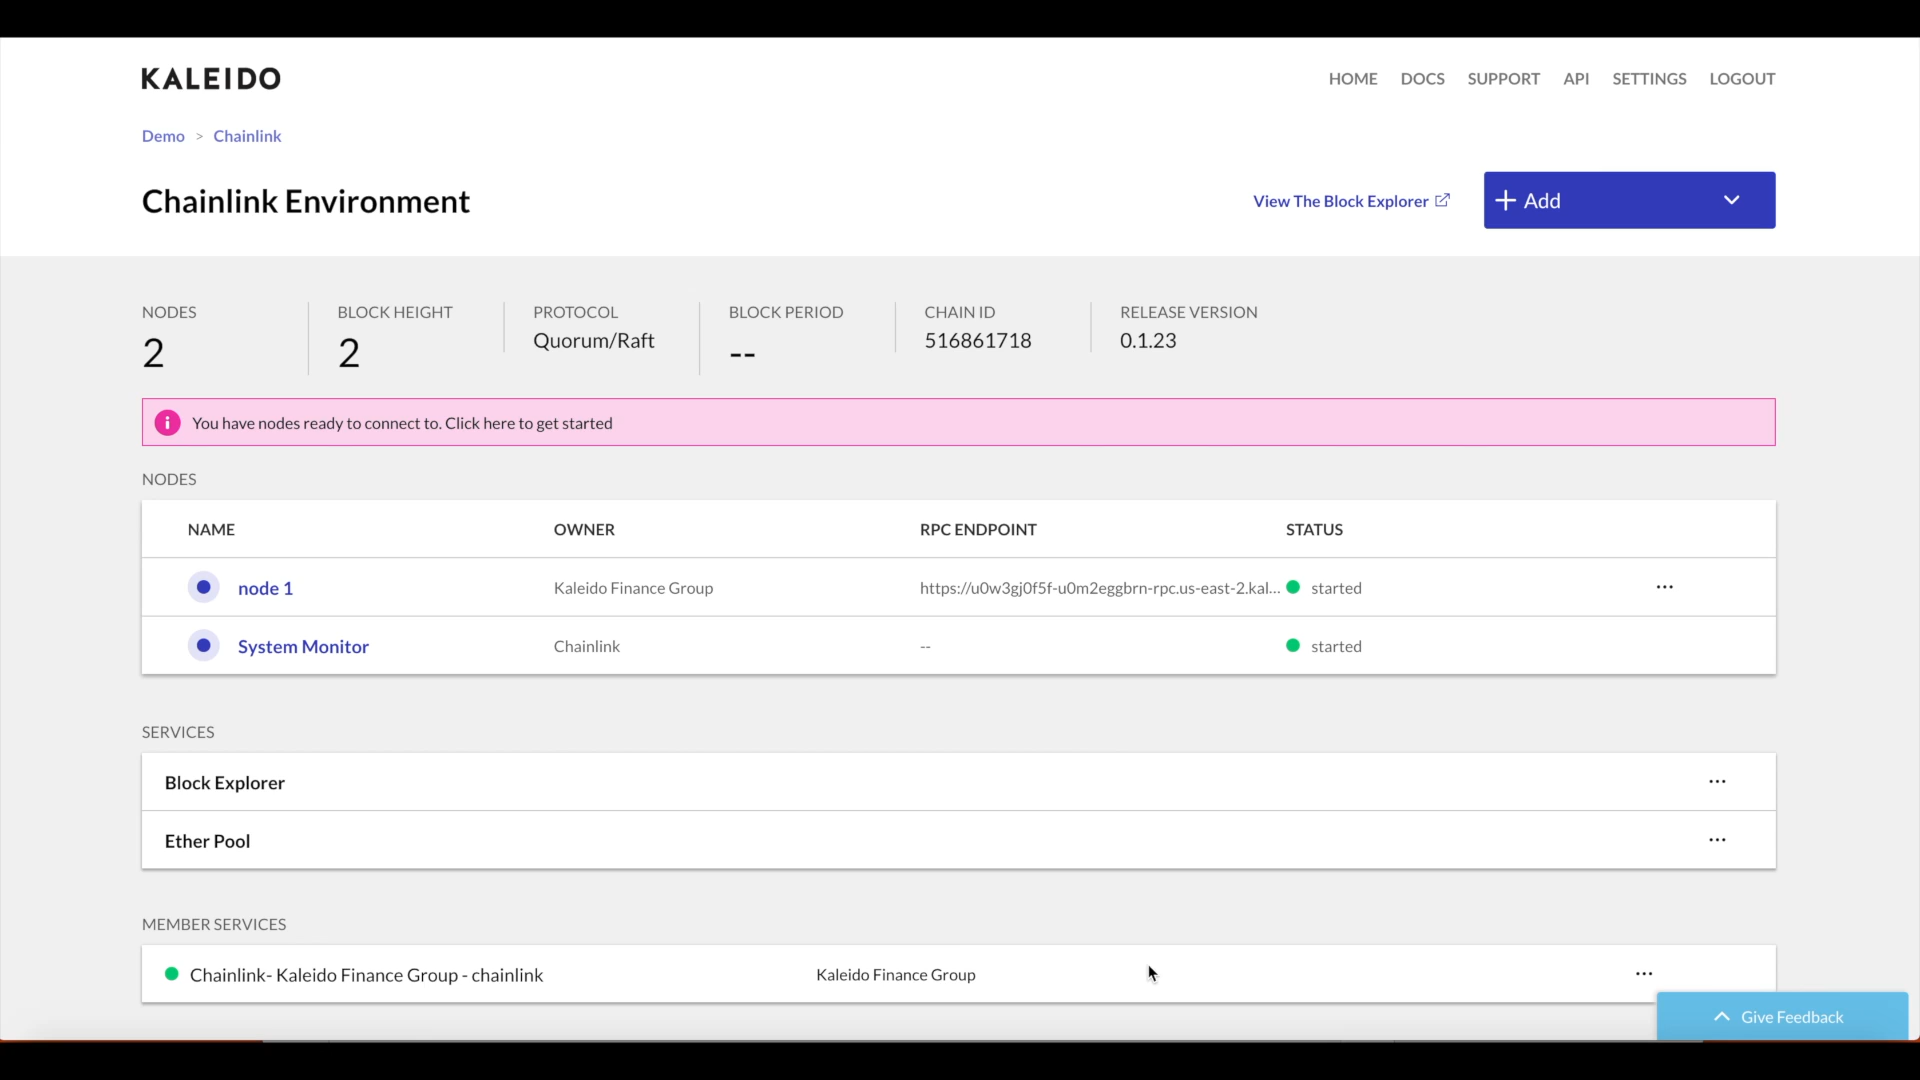 KALEIDO
HOME DOCS SUPPORT API SETTINGS LOGOUT
Demo > Chainlink
Chainlink Environment
View The Block Explorer
+ Add
NODES BLOCK HEIGHT PROTOCOL BLOCK PERIOD CHAIN ID RELEASE VERSION
2 2 Quorum/Raft -- 516861718 0.1.23
You have nodes ready to connect to. Click here to get started
NODES
NAME OWNER RPC ENDPOINT STATUS
node 1 Kaleido Finance Group https://u0w3gj0f5f-u0m2eggbrn-rpc.us-east-2.kal... started ...
System Monitor Chainlink -- started
SERVICES
Block Explorer ...
Ether Pool ...
MEMBER SERVICES
Chainlink- Kaleido Finance Group - chainlink Kaleido Finance Group ...
Give Feedback